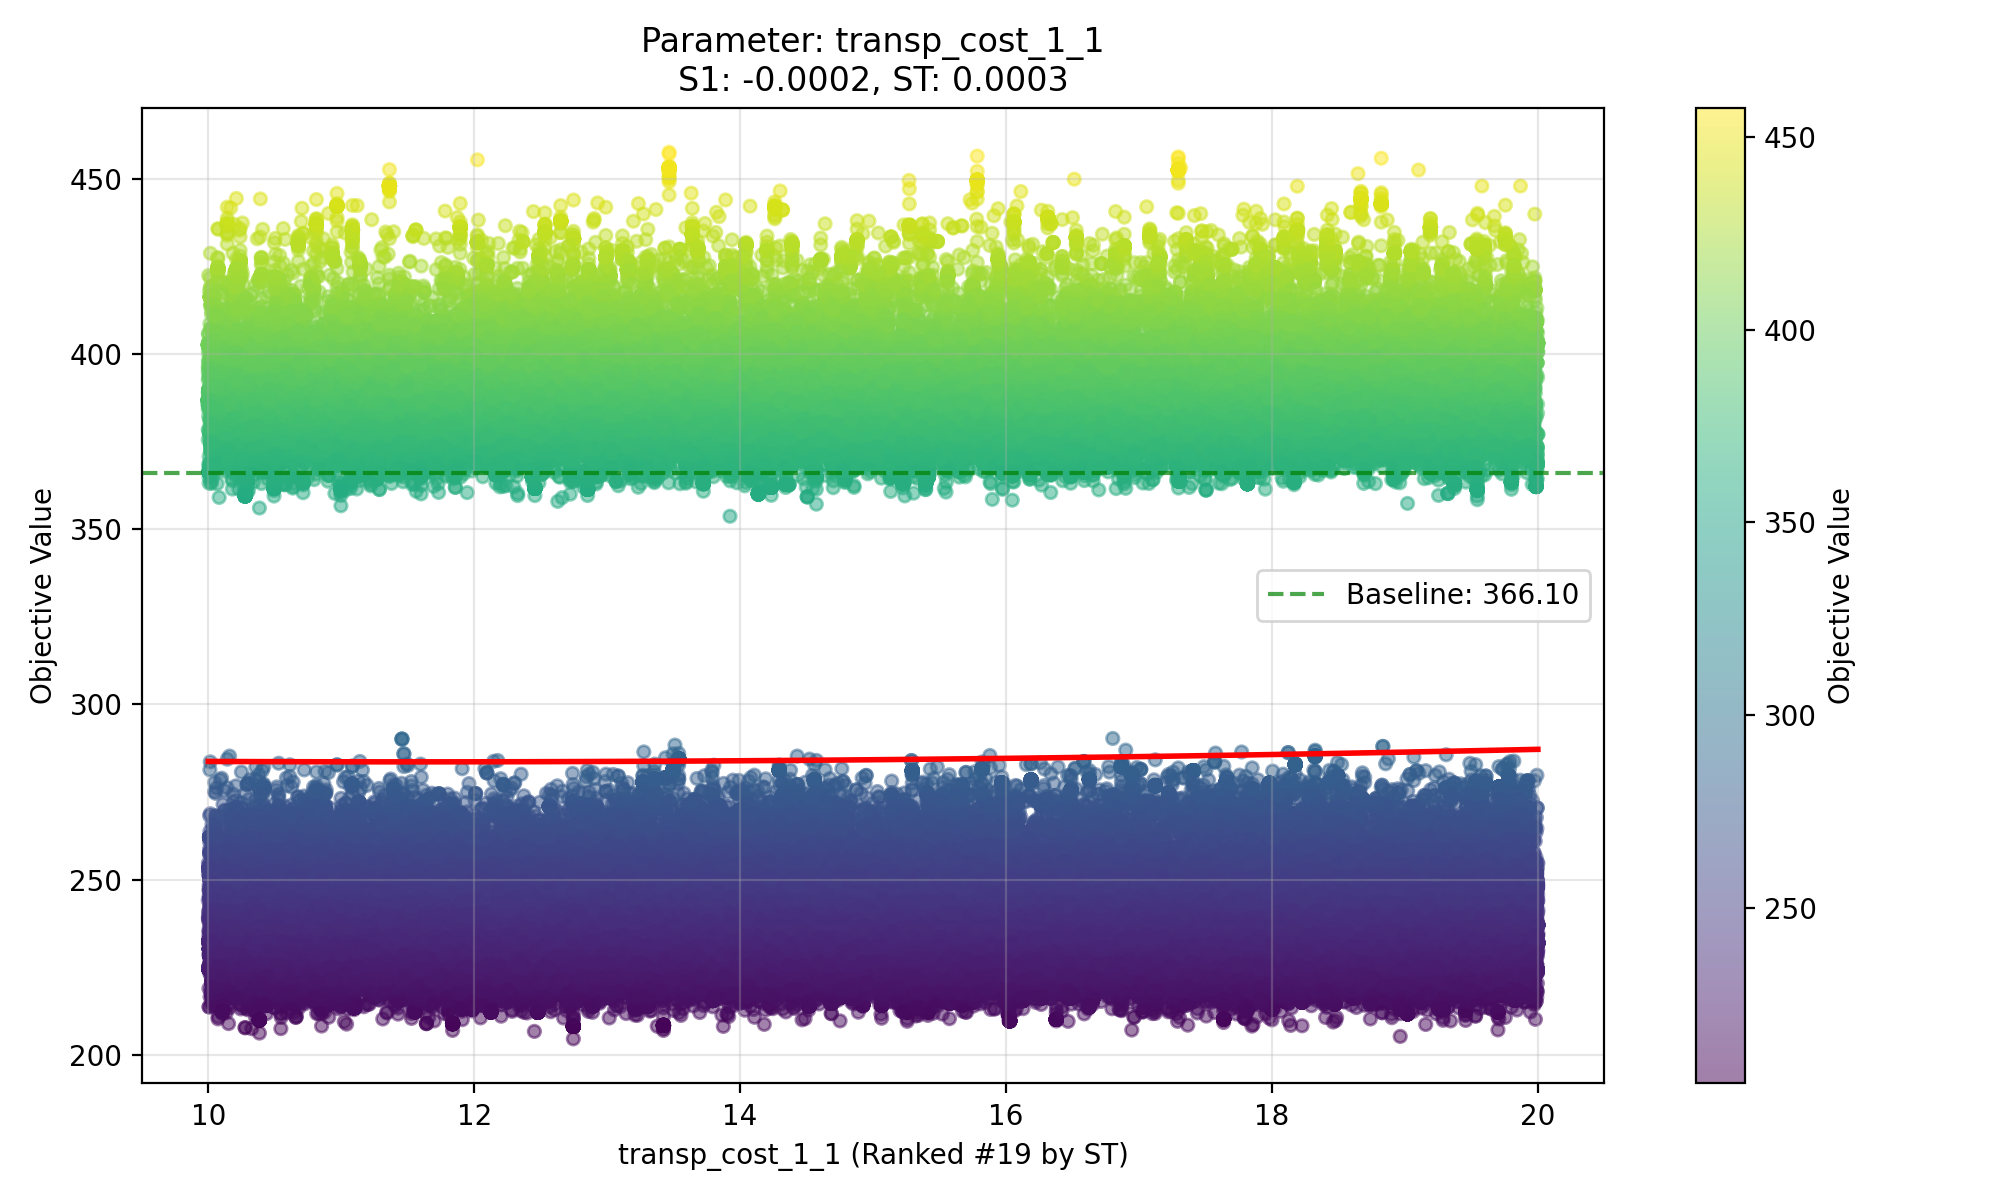 Parameter: transp_cost_1_1
S1: -0.0002, ST: 0.0003
Objective Value
450
400
350
300
250
200
Baseline: 366.10
10
12
14
16
18
20
transp_cost_1_1 (Ranked #19 by ST)
450
400
350
300
250
Objective Value